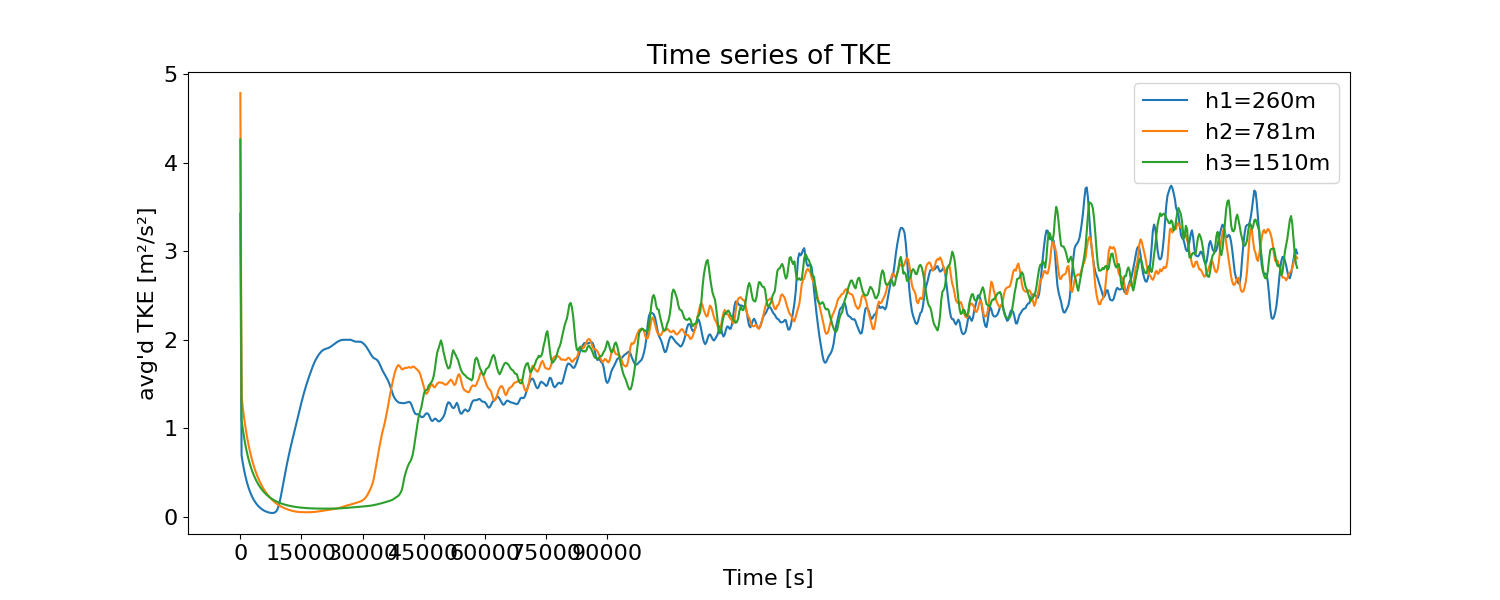 Time series of TKE
avg'd TKE [m²/s²]
5
4
3
2
1
0
h1=260m
h2=781m
h3=1510m
0 15000 30000 45000 60000 75000 90000
Time [s]